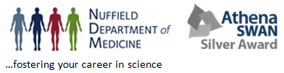 NUFFIELD
DEPARTMENT of
MEDICINE
Athena
SWAN
Silver Award
...fostering your career in science